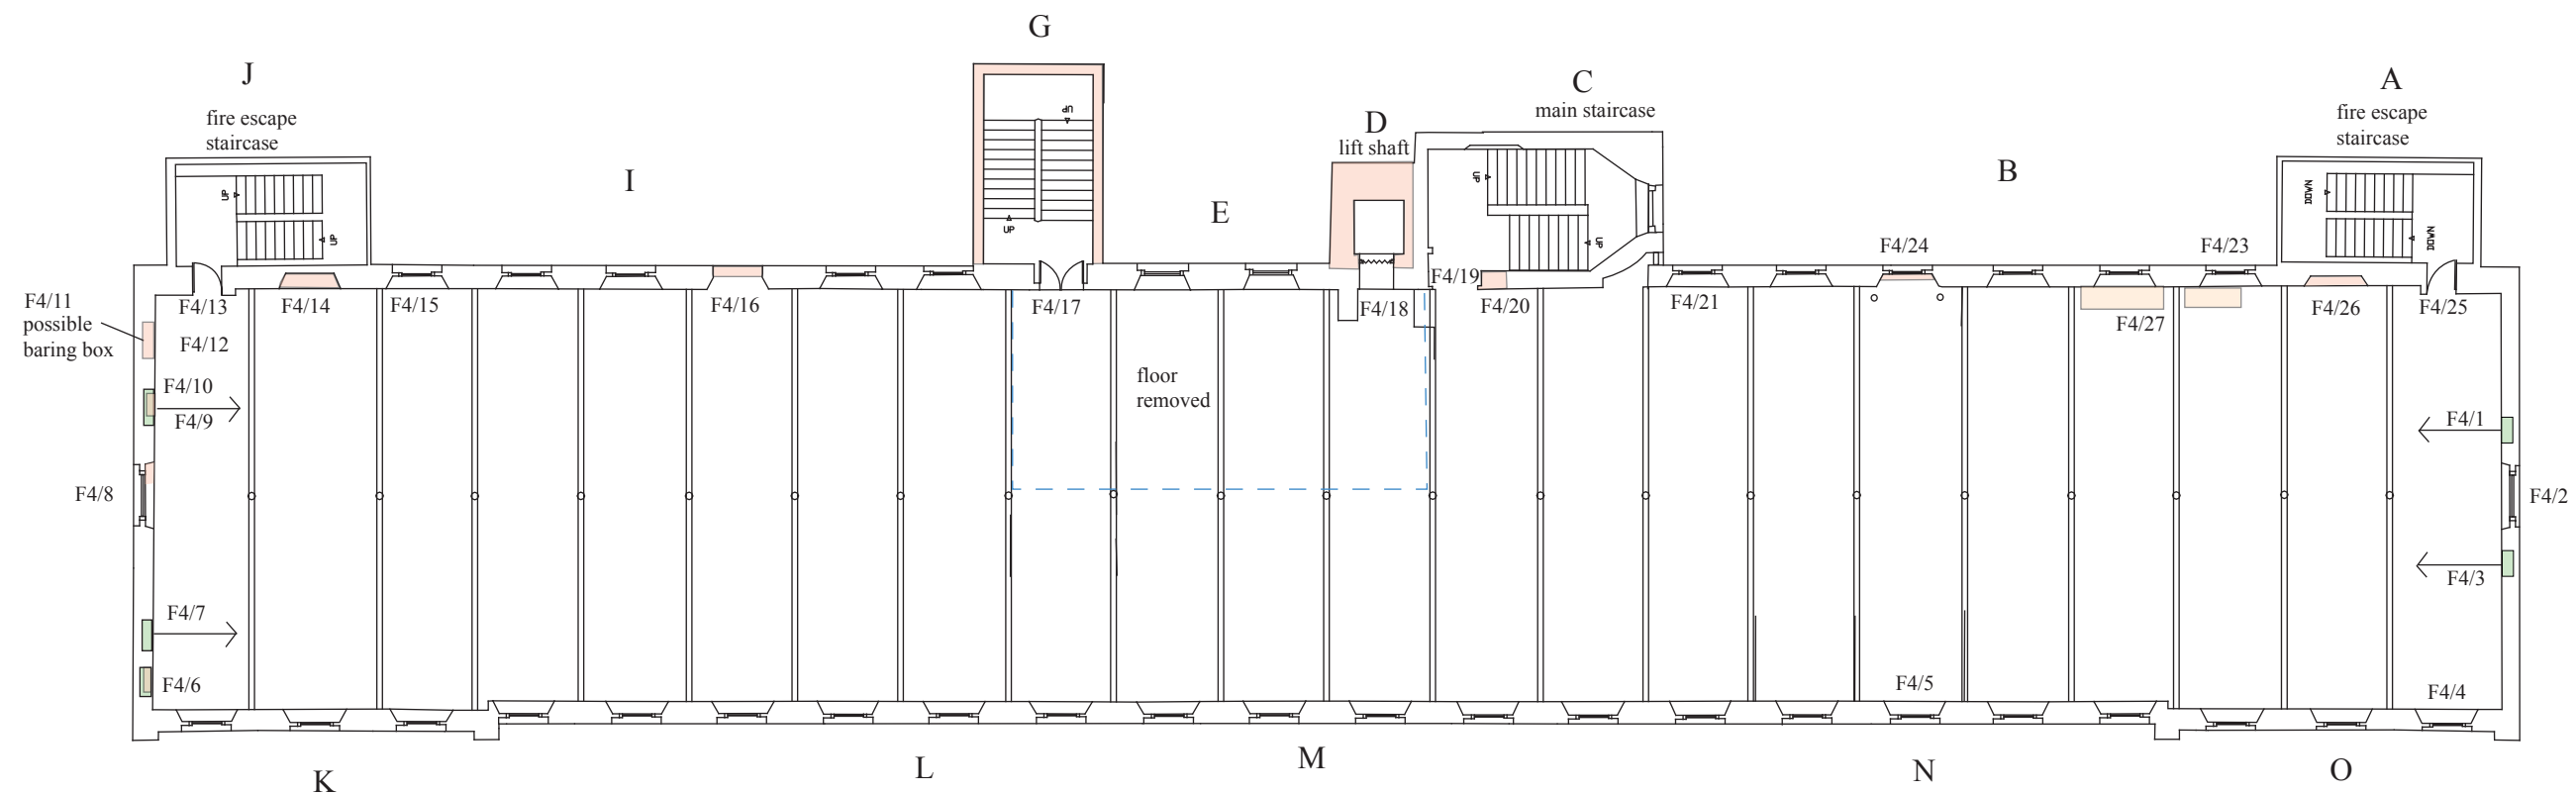 G
J
fire escape
staircase
I
E
D
lift shaft
C
main staircase
B
A
fire escape
staircase
UP
UP
UP
UP
UP
UP
DOWN
DOWN
F4/24
F4/23
F4/11
possible
baring box
F4/13
F4/14
F4/15
F4/16
F4/17
F4/18
F4/19
F4/20
F4/21
F4/27
F4/26
F4/25
F4/12
F4/10
F4/9
floor
removed
F4/1
F4/8
F4/2
F4/3
F4/7
F4/6
F4/5
F4/4
K
L
M
N
O